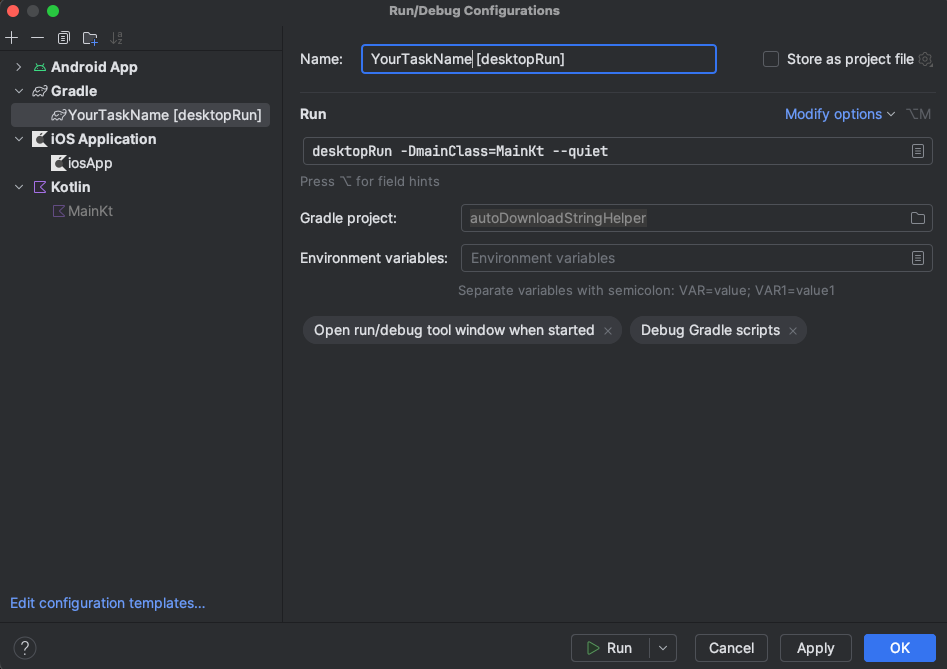 Run/Debug Configurations
Android App
Gradle
YourTaskName [desktopRun]
iOS Application
iosApp
Kotlin
MainKt
Edit configuration templates...
Name:
YourTaskName [desktopRun]
Store as project file
Run
Modify options
⌥M
desktopRun -DmainClass=MainKt --quiet
Press ⌥ for field hints
Gradle project:
autoDownloadStringHelper
Environment variables:
Environment variables
Separate variables with semicolon: VAR=value; VAR1=value1
Open run/debug tool window when started ×
Debug Gradle scripts ×
?
Run
Cancel
Apply
OK